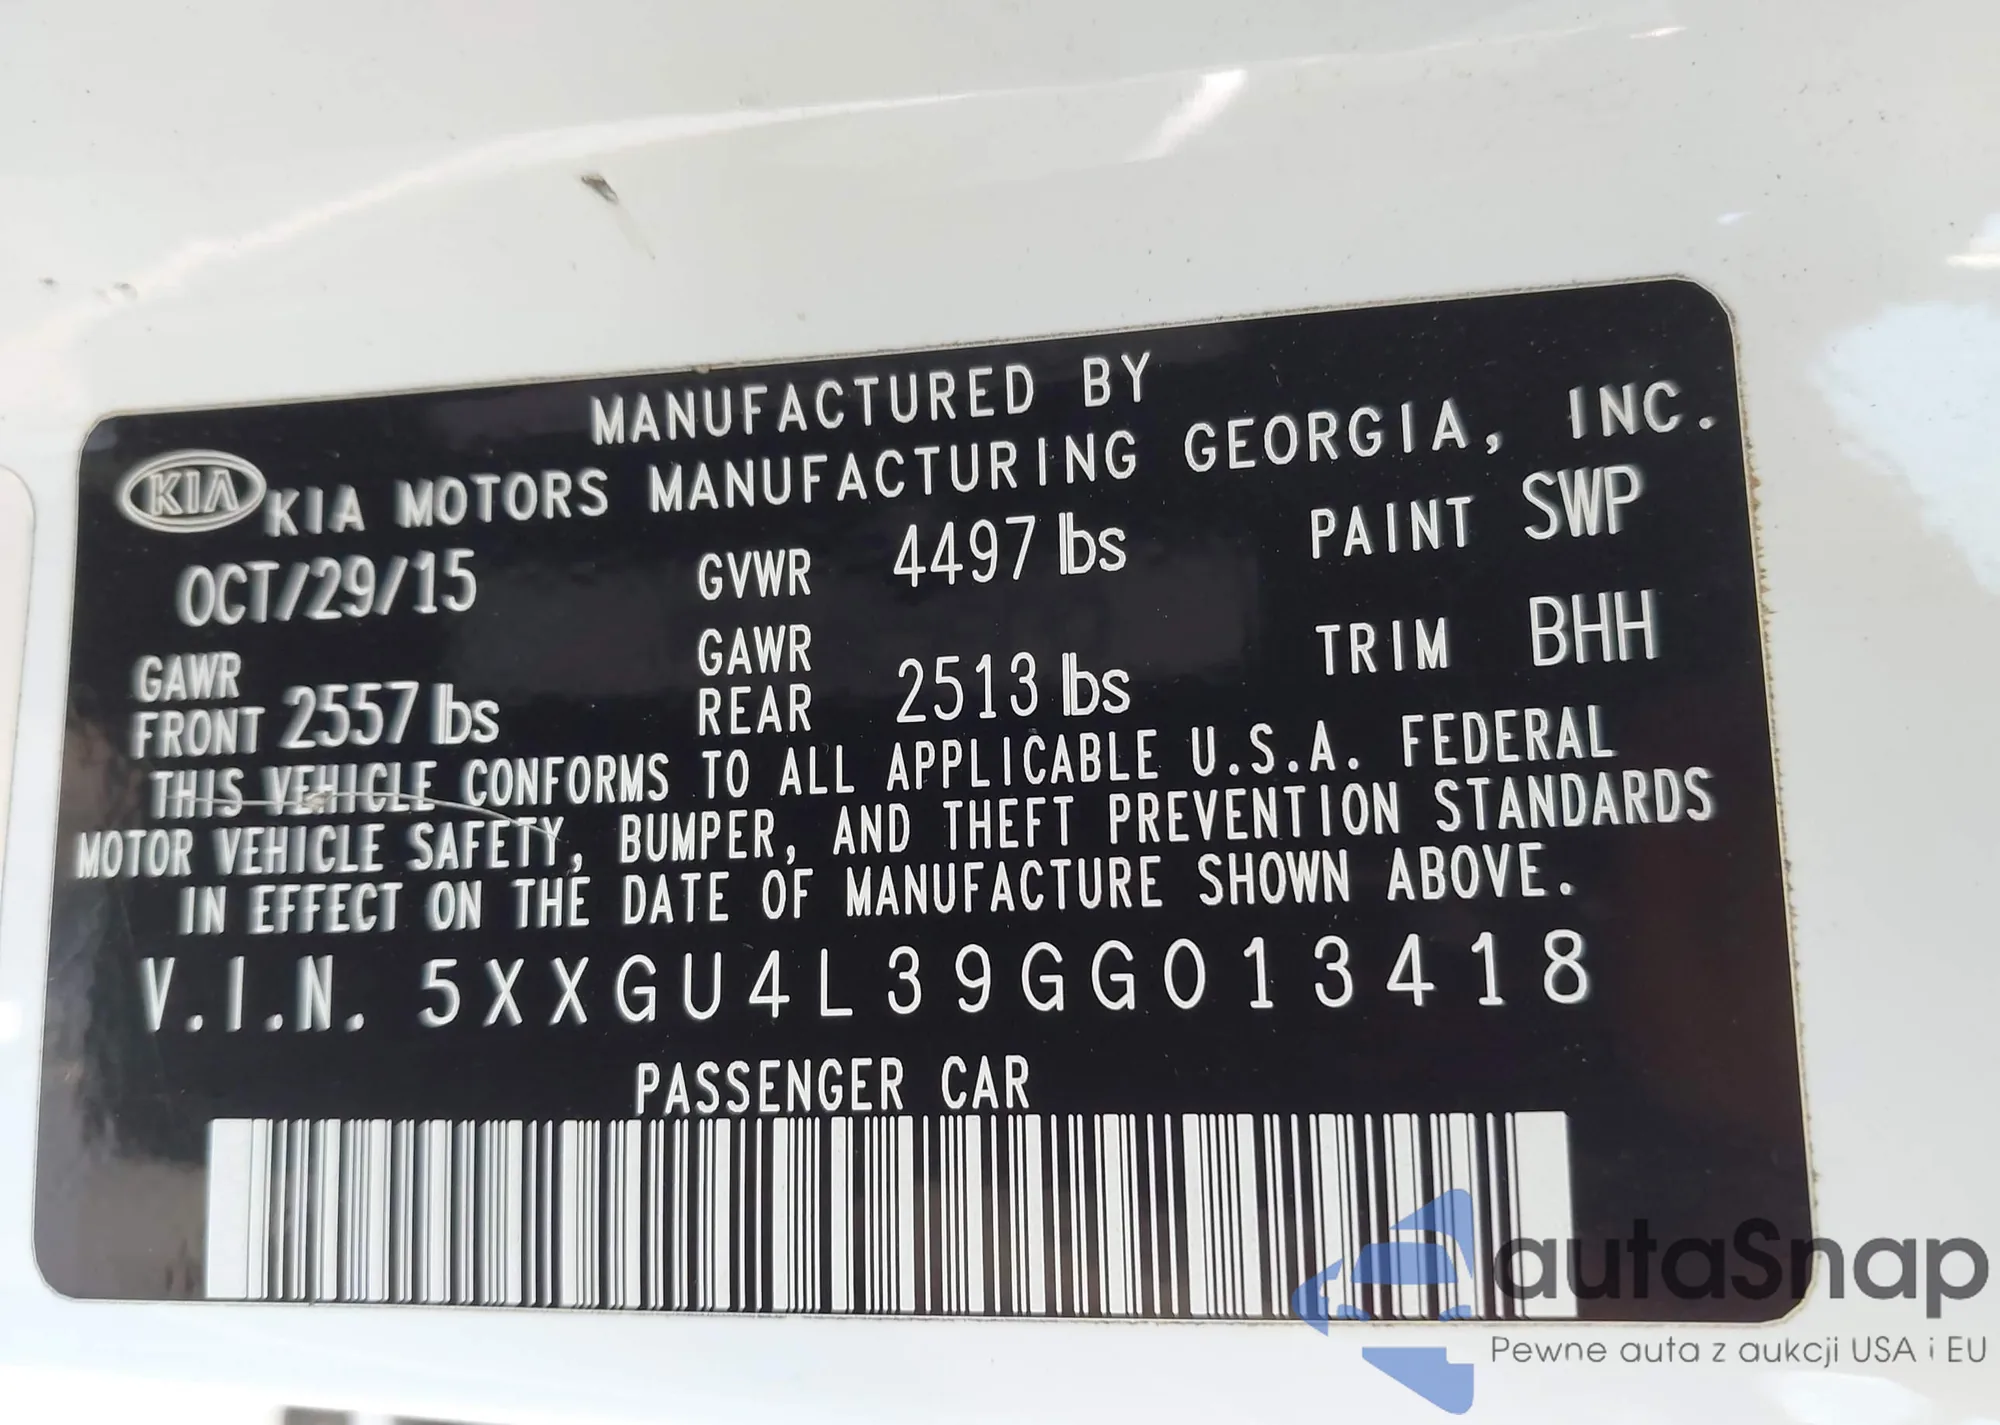 MANUFACTURED BY
KIA KIA MOTORS MANUFACTURING GEORGIA, INC.
OCT/29/15 GVWR 4497 lbs PAINT SWP
GAWR FRONT 2557 lbs GAWR REAR 2513 lbs TRIM BHH
THIS VEHICLE CONFORMS TO ALL APPLICABLE U.S.A. FEDERAL
MOTOR VEHICLE SAFETY, BUMPER, AND THEFT PREVENTION STANDARDS
IN EFFECT ON THE DATE OF MANUFACTURE SHOWN ABOVE.
V.I.N. 5XXGU4L39GG013418
PASSENGER CAR
autaSnap
Pewne auta z aukcji USA i EU